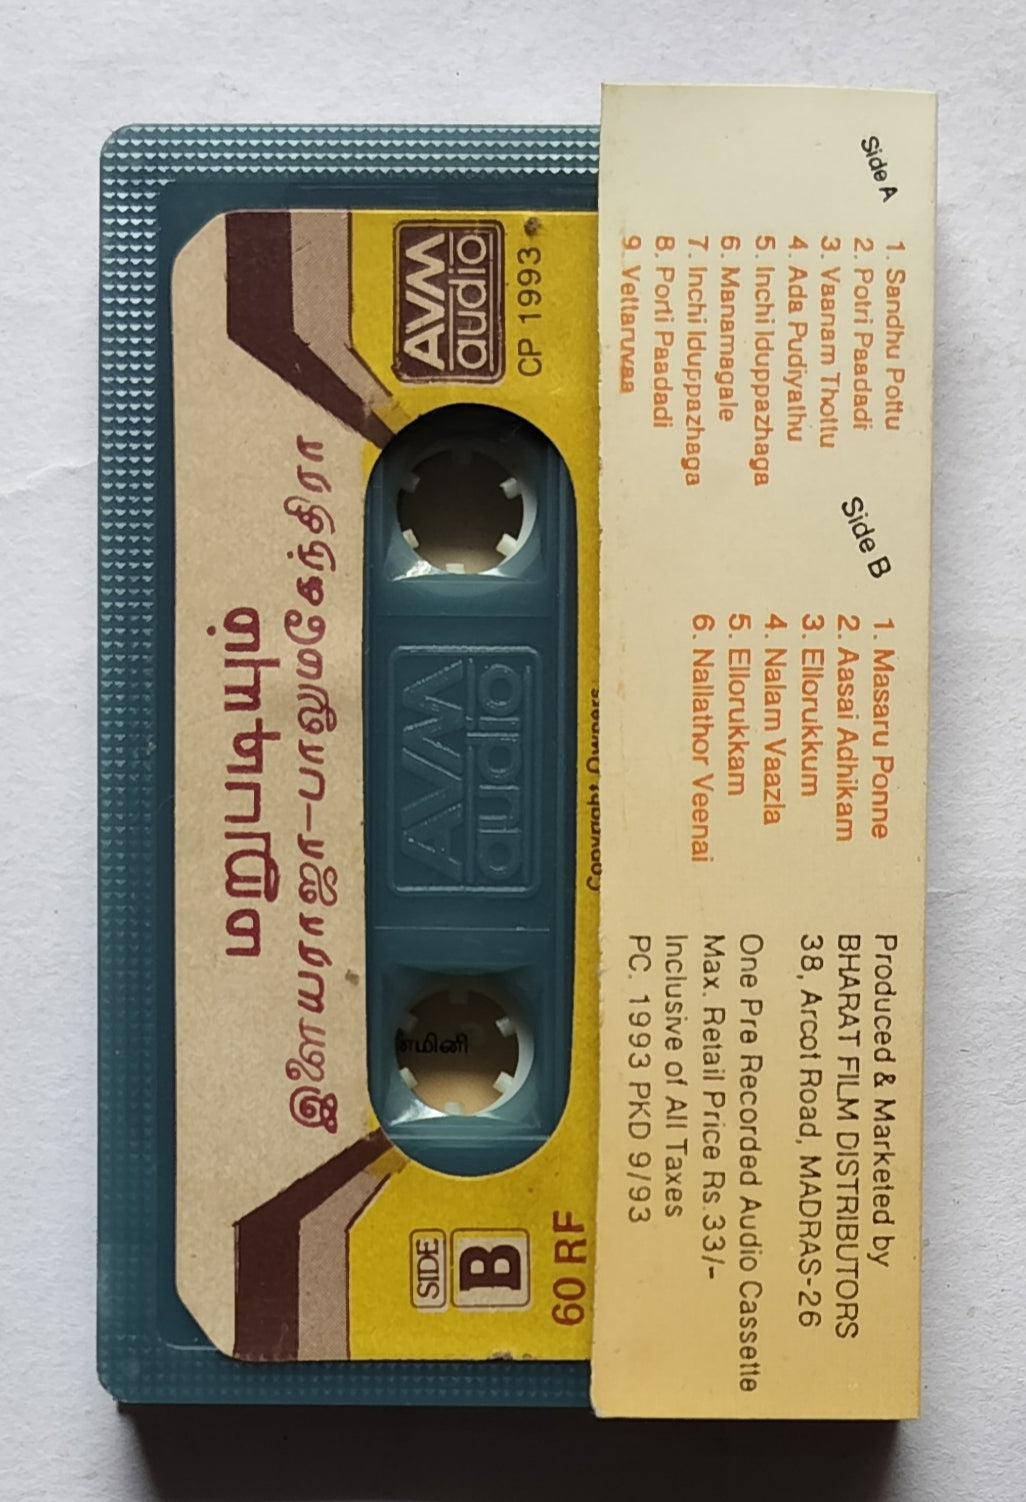 Side A
1. Sandhu Pottu
2. Potri Paadadi
3. Vaanam Thottu
4. Ada Pudiyathu
5. Inchi Iduppazhaga
6. Manamagale
7. Inchi Iduppazhaga
8. Porti Paadadi
9. Vettaruvaa
Side B
1. Masaru Ponne
2. Aasai Adhikam
3. Ellorukkum
4. Nalam Vaazla
5. Ellorukkam
6. Nallathor Veenai
Produced & Marketed by
BHARAT FILM DISTRIBUTORS
38, Arcot Road, MADRAS-26
One Pre Recorded Audio Cassette
Max. Retail Price Rs.33/-
Inclusive of All Taxes
PC. 1993 PKD 9/93
மறுபடியும்
இளையராஜா–பாலுமகேந்திரா
AVM
audio
CP 1993
AVM
audio
SIDE
B
60 RF